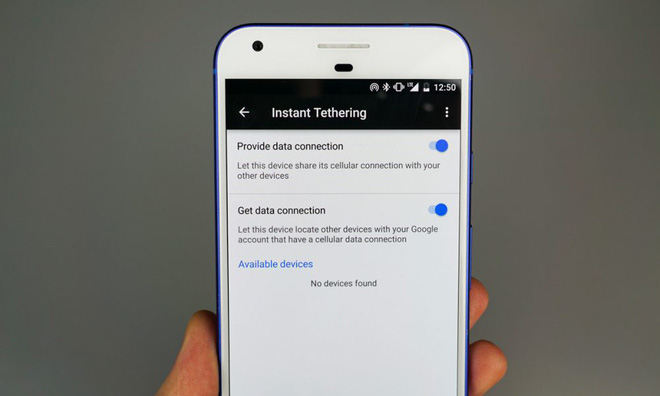 LTE 12:50
Instant Tethering
Provide data connection
Let this device share its cellular connection with your
other devices
Get data connection
Let this device locate other devices with your Google
account that have a cellular data connection
Available devices
No devices found